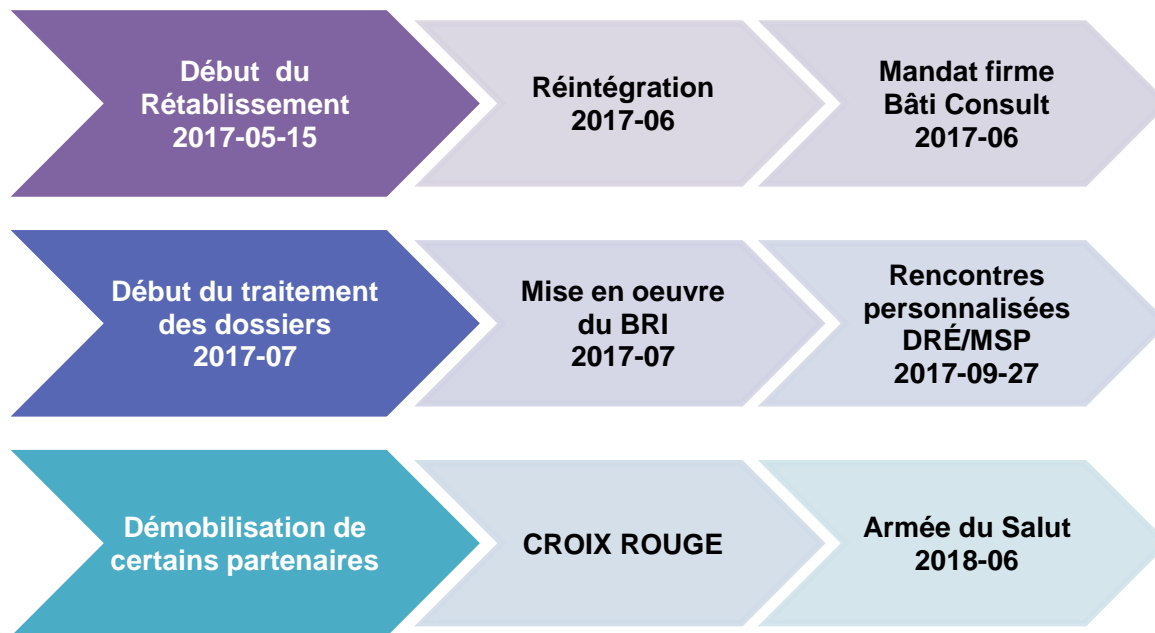 Début du
Rétablissement
2017-05-15
Réintégration
2017-06
Mandat firme
Bâti Consult
2017-06
Début du traitement
des dossiers
2017-07
Mise en oeuvre
du BRI
2017-07
Rencontres
personnalisées
DRÉ/MSP
2017-09-27
Démobilisation de
certains partenaires
CROIX ROUGE
Armée du Salut
2018-06